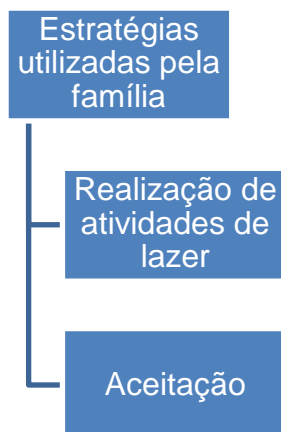 Estratégias
utilizadas pela
família
Realização de
atividades de
lazer
Aceitação